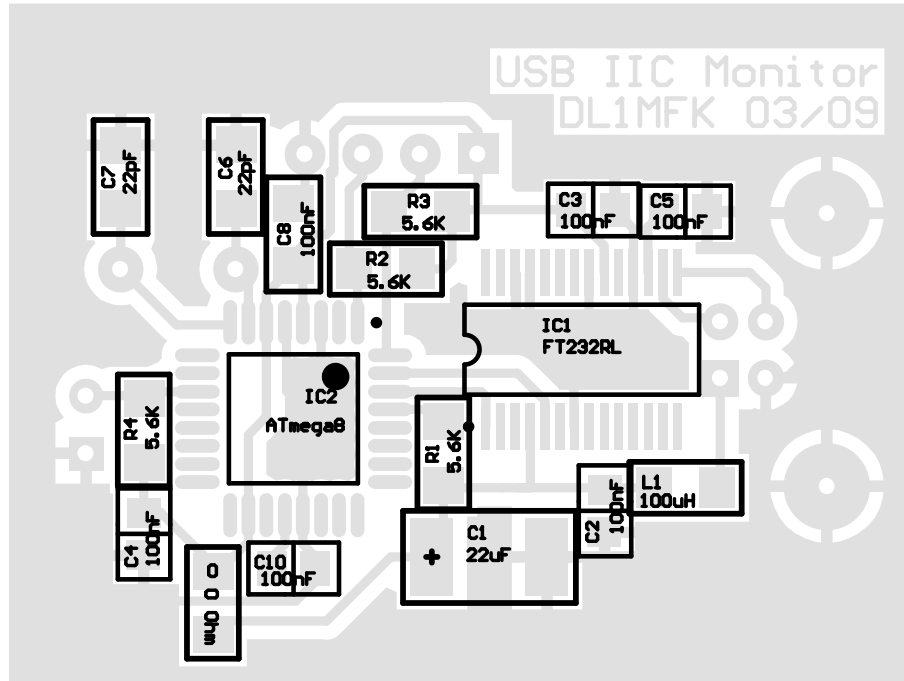 USB IIC Monitor
DL1MFK 03/09
C7
22pF
C6
22pF
C8
100nF
R3
5.6K
C3
100nF
C5
100nF
R2
5.6K
IC1
FT232RL
IC2
ATmega8
R4
5.6K
R1
5.6K
L1
100uH
C4
100nF
C2
100nF
C1
+ 22uF
C10
100nF